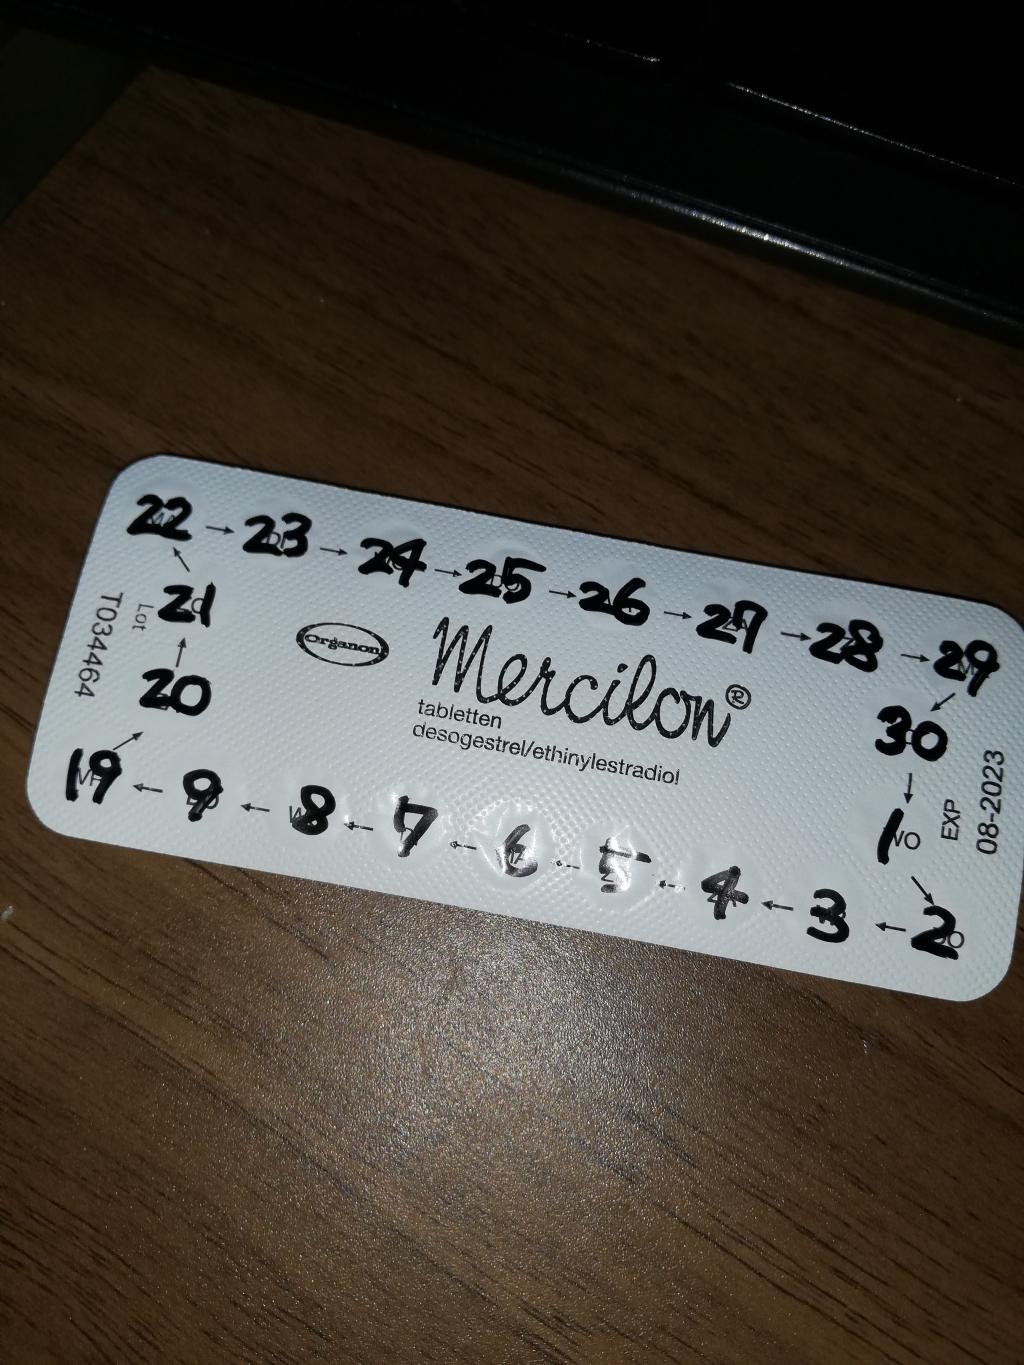 22 → 23 → 24 → 25 → 26 → 27 → 28 → 29
21
30
20
19 ← 9 ← 8 ← 7 ← 6 ← 5 ← 4 ← 3 ← 2
1
Lot
T034464
Organon
Mercilon®
tabletten
desogestrel/ethinylestradiol
EXP
08-2023